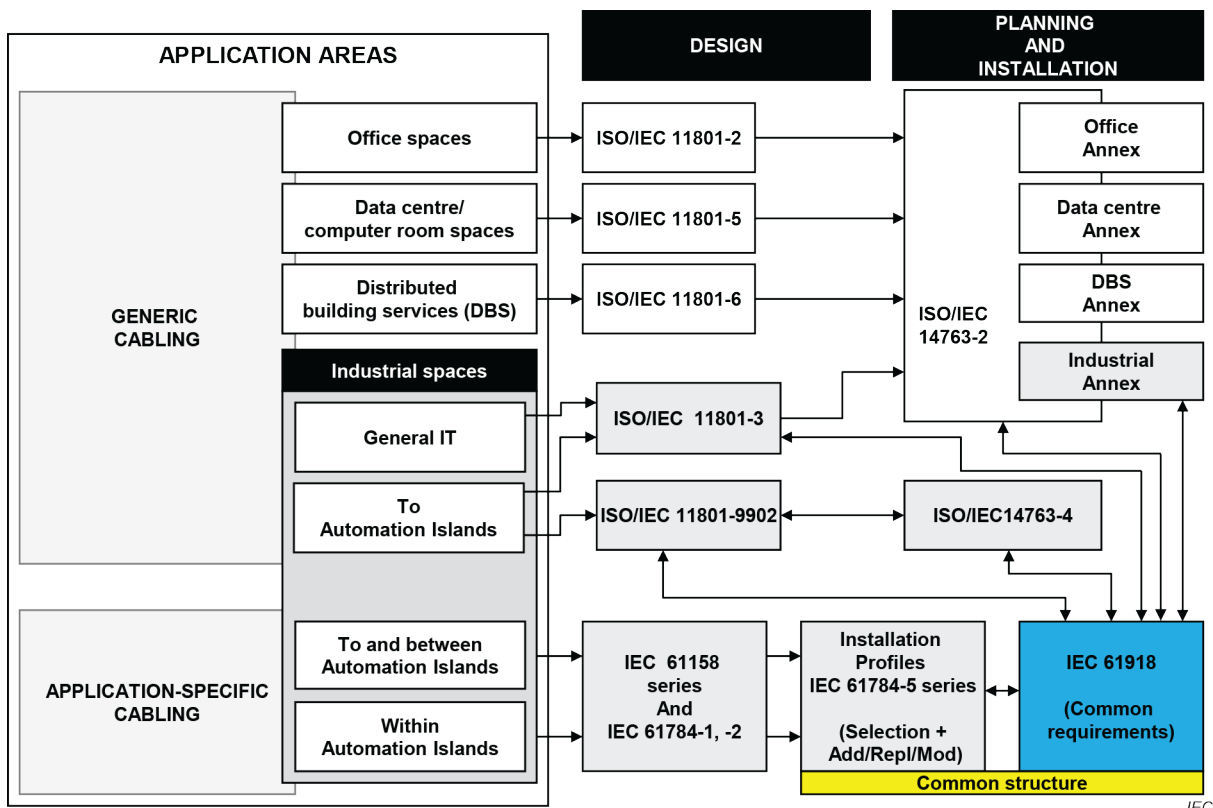 APPLICATION AREAS
DESIGN
PLANNING
AND
INSTALLATION
GENERIC
CABLING
Office spaces
ISO/IEC 11801-2
Office
Annex
Data centre/
computer room spaces
ISO/IEC 11801-5
Data centre
Annex
Distributed
building services (DBS)
ISO/IEC 11801-6
DBS
Annex
ISO/IEC
14763-2
Industrial
Annex
Industrial spaces
General IT
ISO/IEC  11801-3
To
Automation Islands
ISO/IEC 11801-9902
ISO/IEC14763-4
APPLICATION-SPECIFIC
CABLING
To and between
Automation Islands
Within
Automation Islands
IEC  61158
series
And
IEC 61784-1, -2
Installation
Profiles
IEC 61784-5 series
(Selection +
Add/Repl/Mod)
IEC 61918
(Common
requirements)
Common structure
IEC